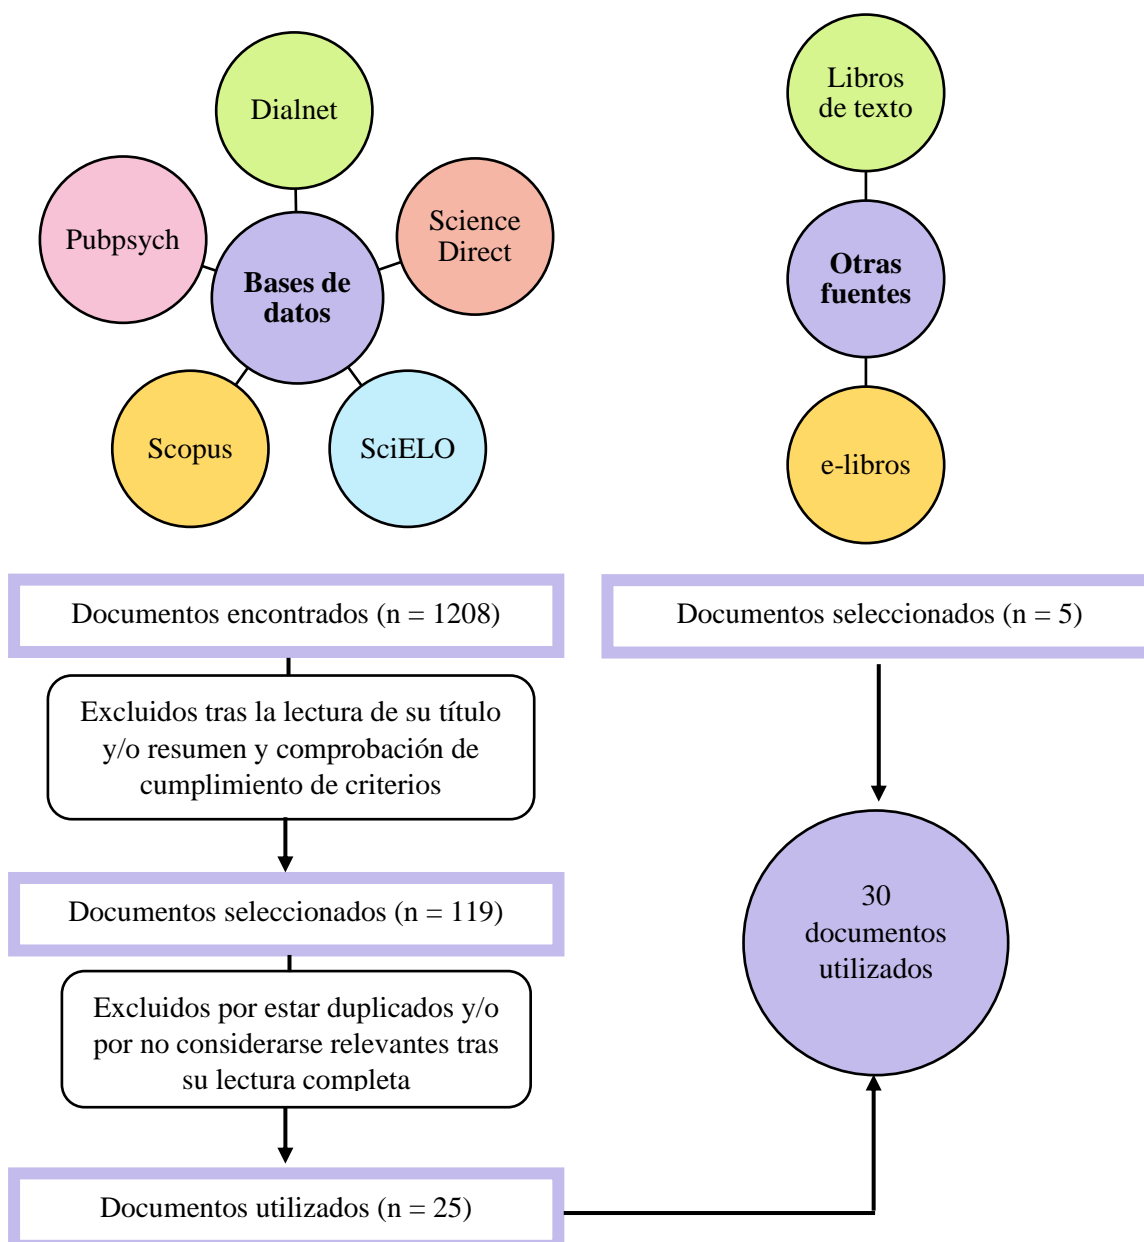 Dialnet
Pubpsych
Science
Direct
Bases de
datos
Scopus
SciELO
Libros
de texto
Otras
fuentes
e-libros
Documentos encontrados (n = 1208)
Excluidos tras la lectura de su título
y/o resumen y comprobación de
cumplimiento de criterios
Documentos seleccionados (n = 119)
Excluidos por estar duplicados y/o
por no considerarse relevantes tras
su lectura completa
Documentos utilizados (n = 25)
Documentos seleccionados (n = 5)
30
documentos
utilizados